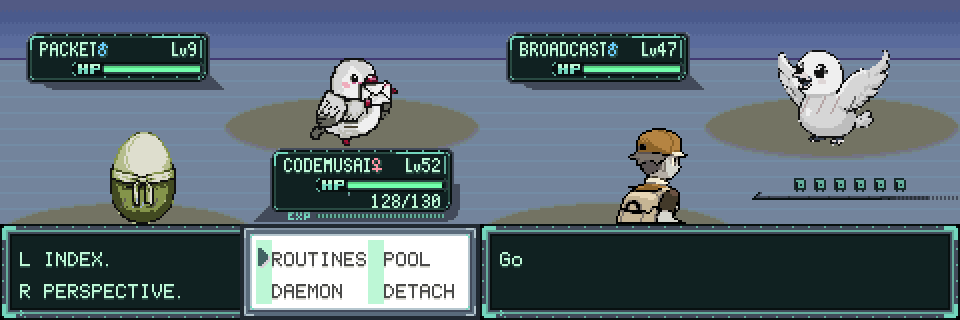 PACKET♂ Lv9
HP
CODEMUSAI♀ Lv52
HP
128/130
EXP
L INDEX.
R PERSPECTIVE.
ROUTINES POOL
DAEMON DETACH
BROADCAST♂ Lv47
HP
Go